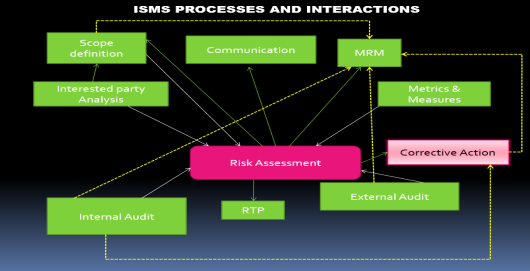 ISMS PROCESSES AND INTERACTIONS
Scope
definition
Communication
MRM
Interested party
Analysis
Metrics &
Measures
Corrective Action
Risk Assessment
Internal Audit
RTP
External Audit